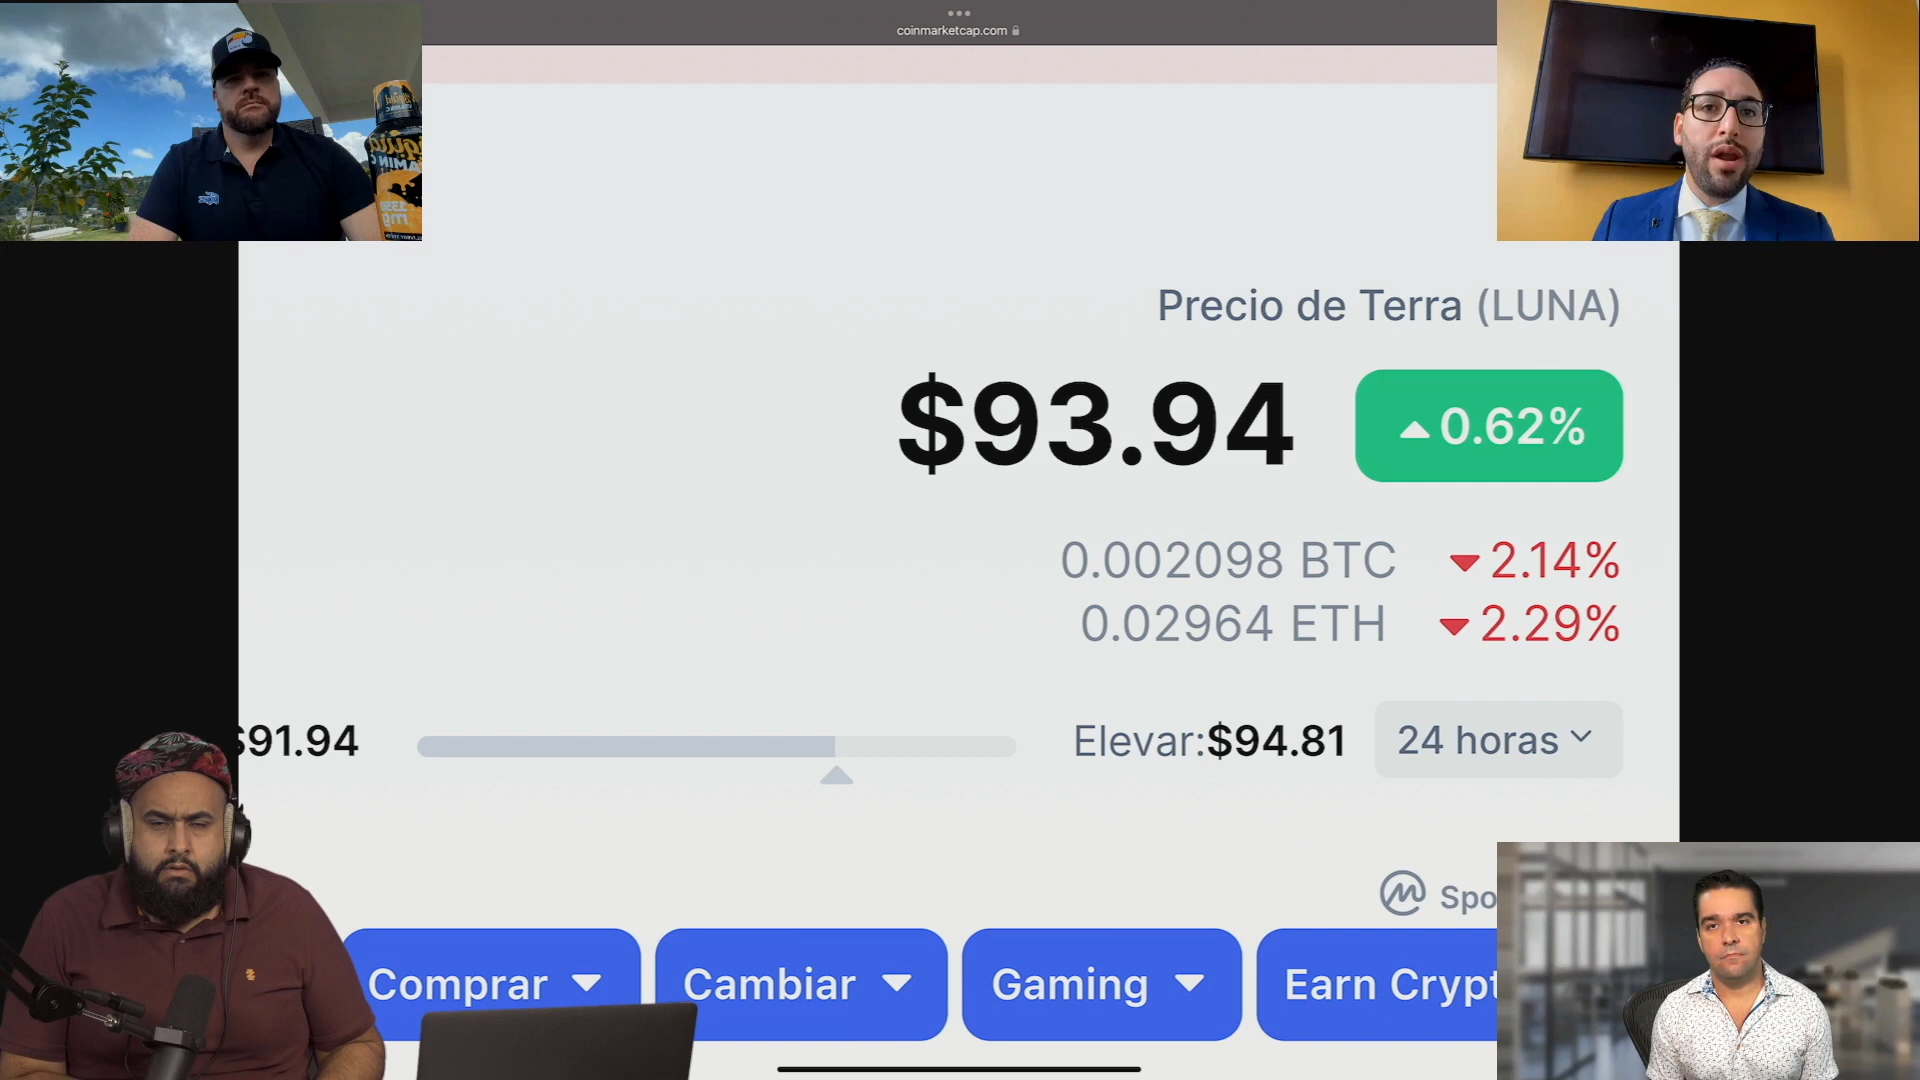 coinmarketcap.com
Precio de Terra (LUNA)
$93.94
0.62%
0.002098 BTC
2.14%
0.02964 ETH
2.29%
$91.94
Elevar:$94.81
24 horas
Spo
Comprar
Cambiar
Gaming
Earn Crypt